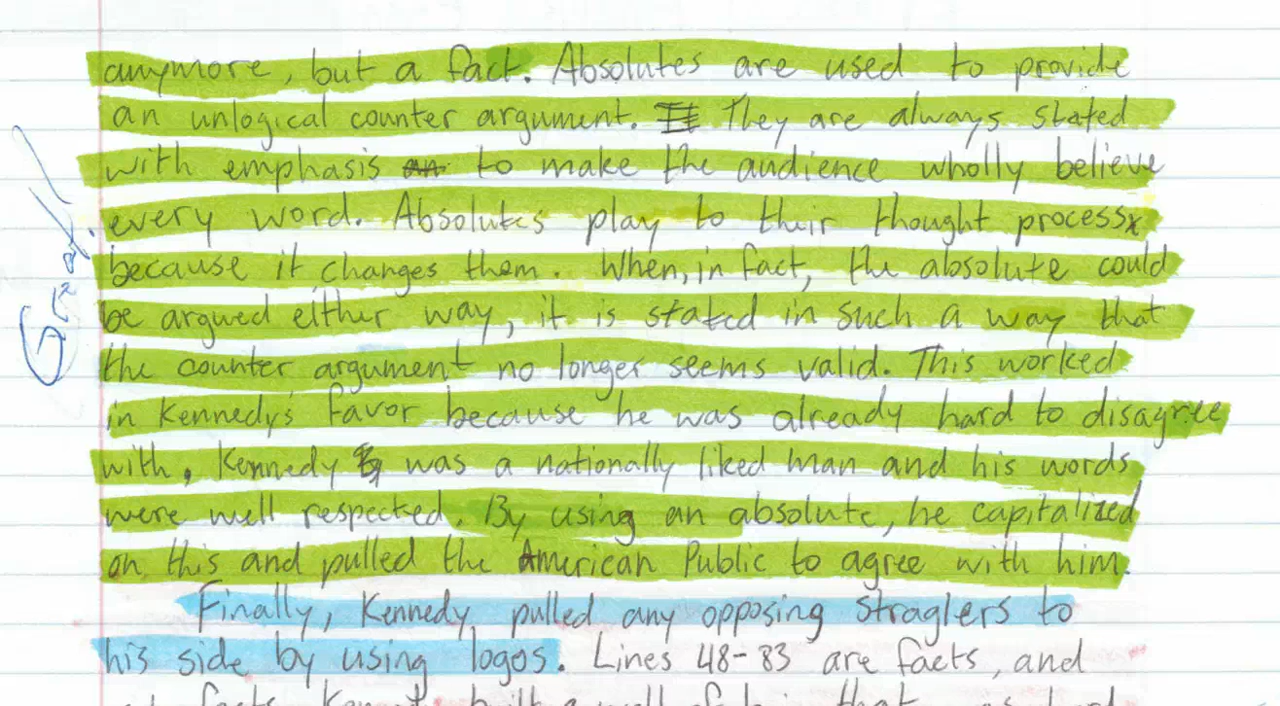 anymore, but a fact. Absolutes are used to provide
an unlogical counter argument. They are always stated
with emphasis to make the audience wholly believe
every word. Absolutes play to their thought process
because it changes them. When, in fact, the absolute could
be argued either way, it is stated in such a way that
the counter argument no longer seems valid. This worked
in Kennedy's favor because he was already hard to disagree
with. Kennedy was a nationally liked man and his words
were well respected. By using an absolute, he capitalized
on this and pulled the American Public to agree with him.
Finally, Kennedy pulled any opposing straglers to
his side by using logos. Lines 48-83 are facts, and
facts
Great!